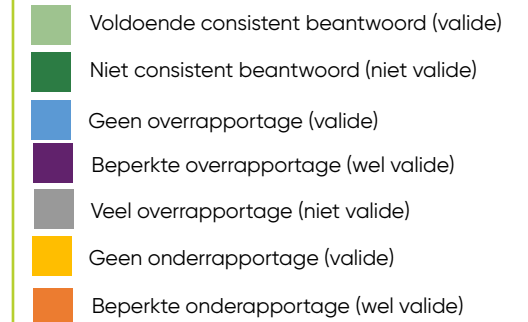 Voldoende consistent beantwoord (valide)
Niet consistent beantwoord (niet valide)
Geen overrapportage (valide)
Beperkte overrapportage (wel valide)
Veel overrapportage (niet valide)
Geen onderrapportage (valide)
Beperkte onderapportage (wel valide)